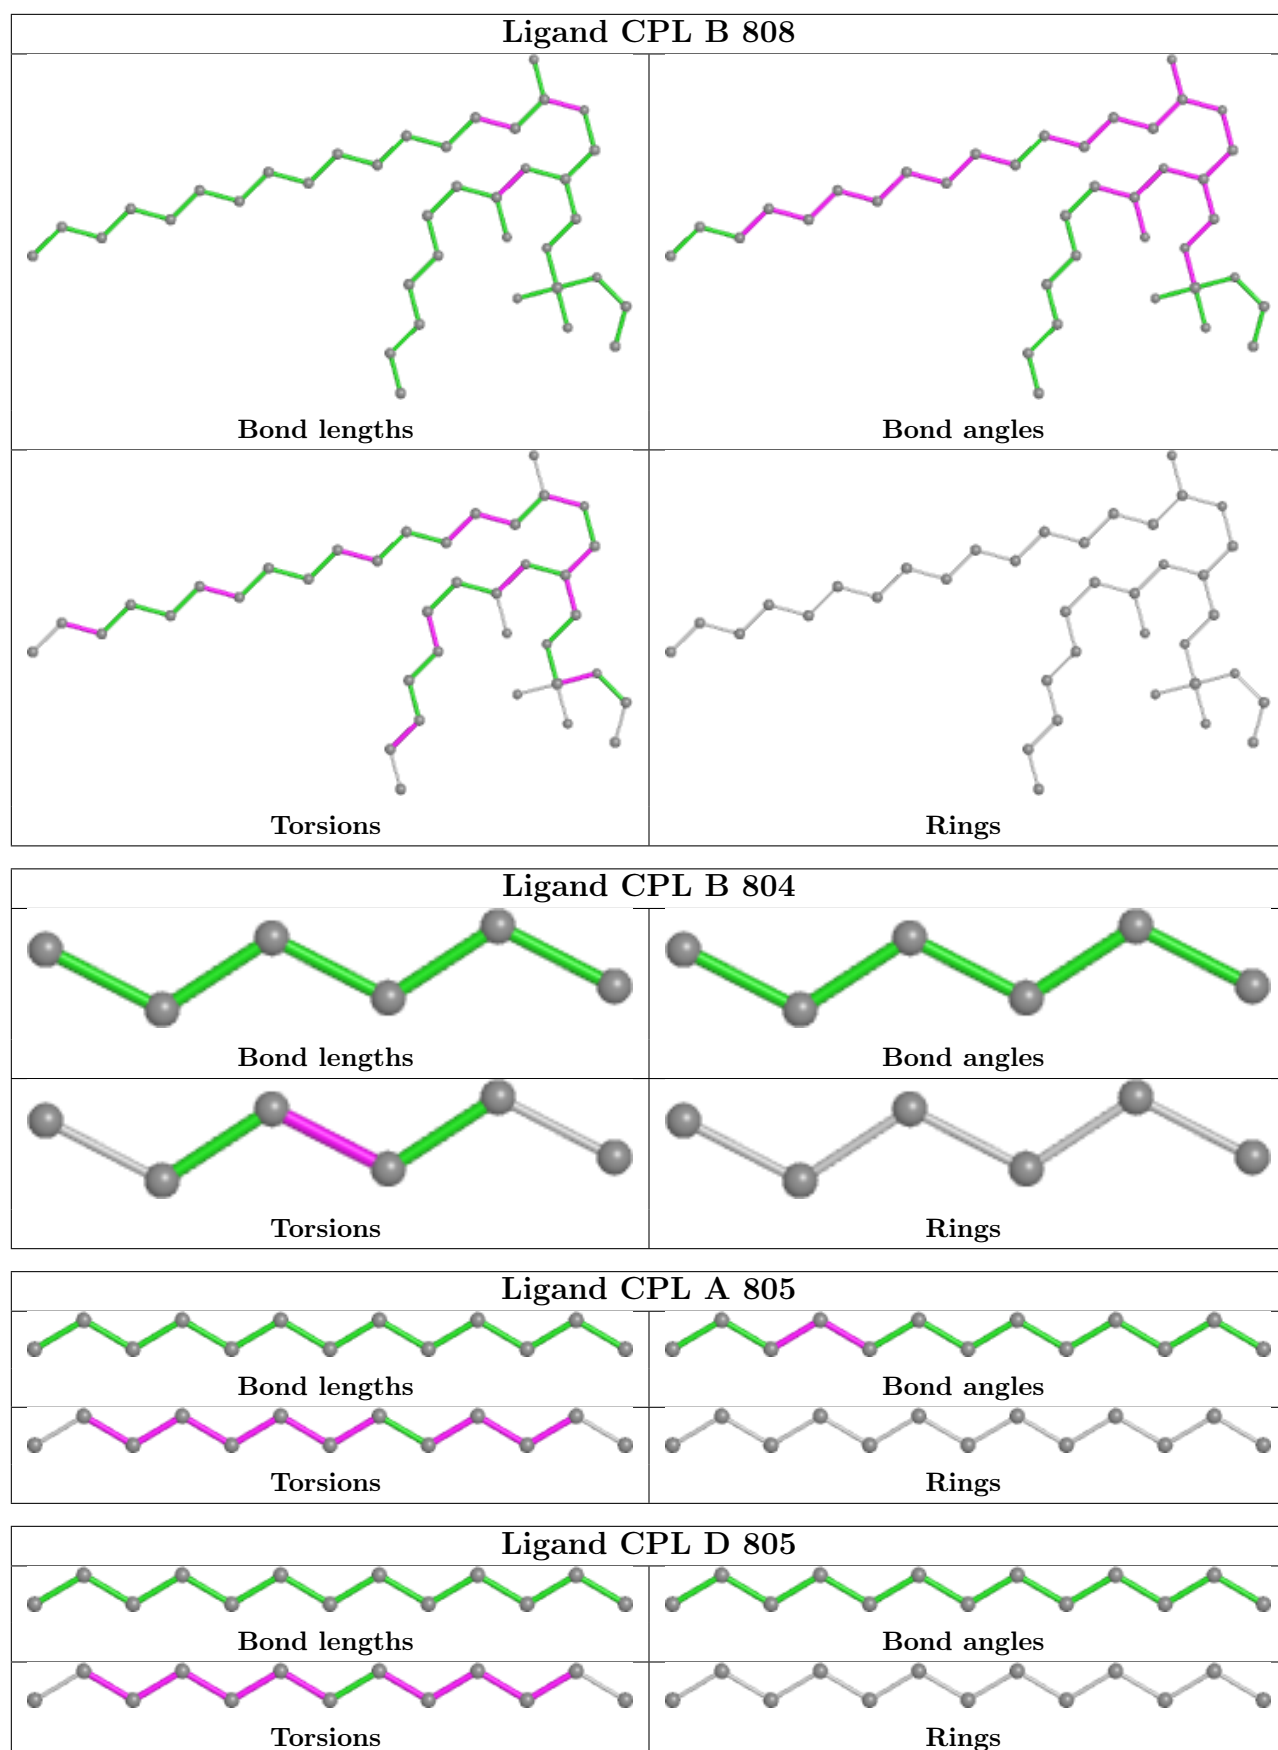 Ligand CPL B 808
Bond lengths
Bond angles
Torsions
Rings
Ligand CPL B 804
Bond lengths
Bond angles
Torsions
Rings
Ligand CPL A 805
Bond lengths
Bond angles
Torsions
Rings
Ligand CPL D 805
Bond lengths
Bond angles
Torsions
Rings